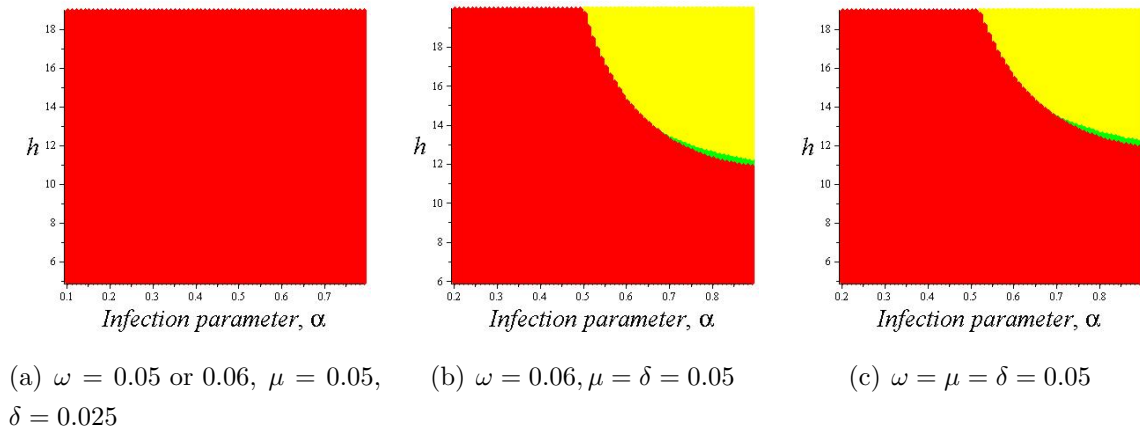 18
16
14
12
10
8
6
h
0.1 0.2 0.3 0.4 0.5 0.6 0.7
Infection parameter, α
18
16
14
12
10
8
6
h
0.2 0.3 0.4 0.5 0.6 0.7 0.8
Infection parameter, α
18
16
14
12
10
8
6
h
0.2 0.3 0.4 0.5 0.6 0.7 0.8
Infection parameter, α
(a) ω = 0.05 or 0.06, μ = 0.05,
δ = 0.025
(b) ω = 0.06, μ = δ = 0.05
(c) ω = μ = δ = 0.05